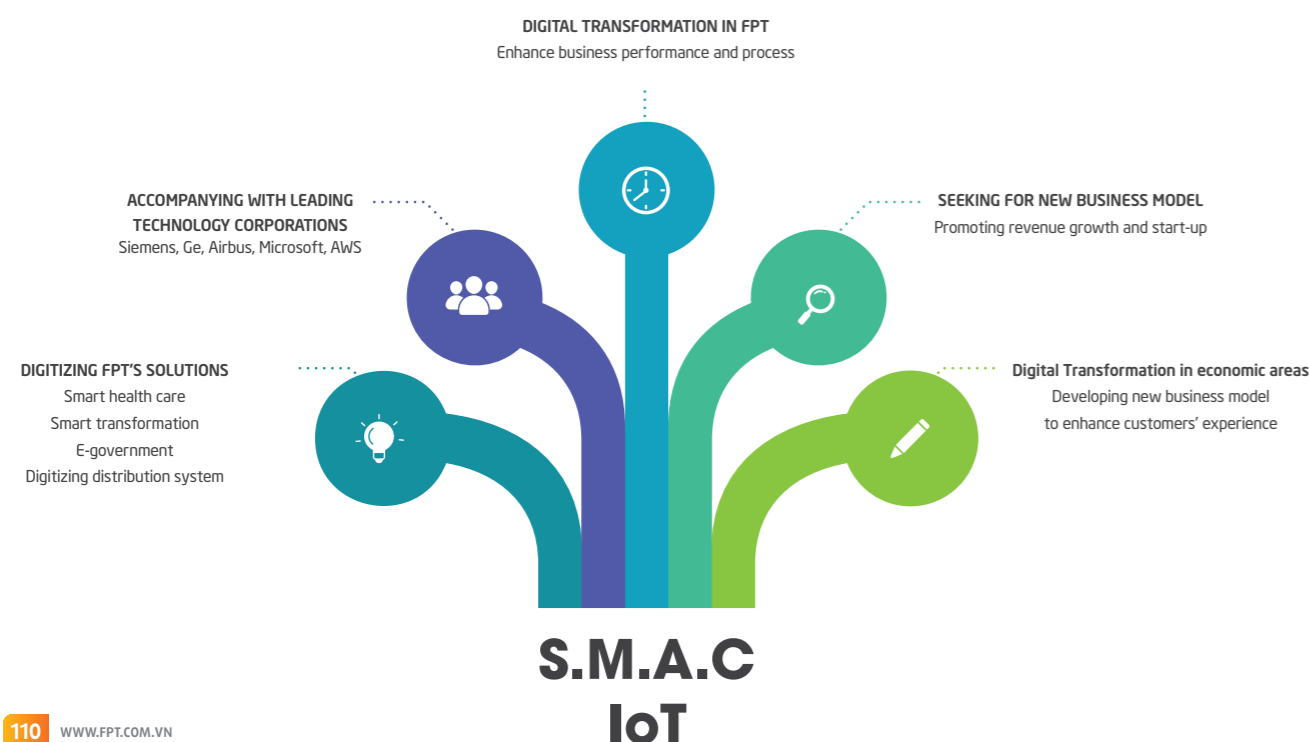 DIGITAL TRANSFORMATION IN FPT
Enhance business performance and process
ACCOMPANYING WITH LEADING
TECHNOLOGY CORPORATIONS
Siemens, Ge, Airbus, Microsoft, AWS
SEEKING FOR NEW BUSINESS MODEL
Promoting revenue growth and start-up
DIGITIZING FPT'S SOLUTIONS
Smart health care
Smart transformation
E-government
Digitizing distribution system
Digital Transformation in economic areas
Developing new business model
to enhance customers' experience
S.M.A.C
IoT
110 WWW.FPT.COM.VN